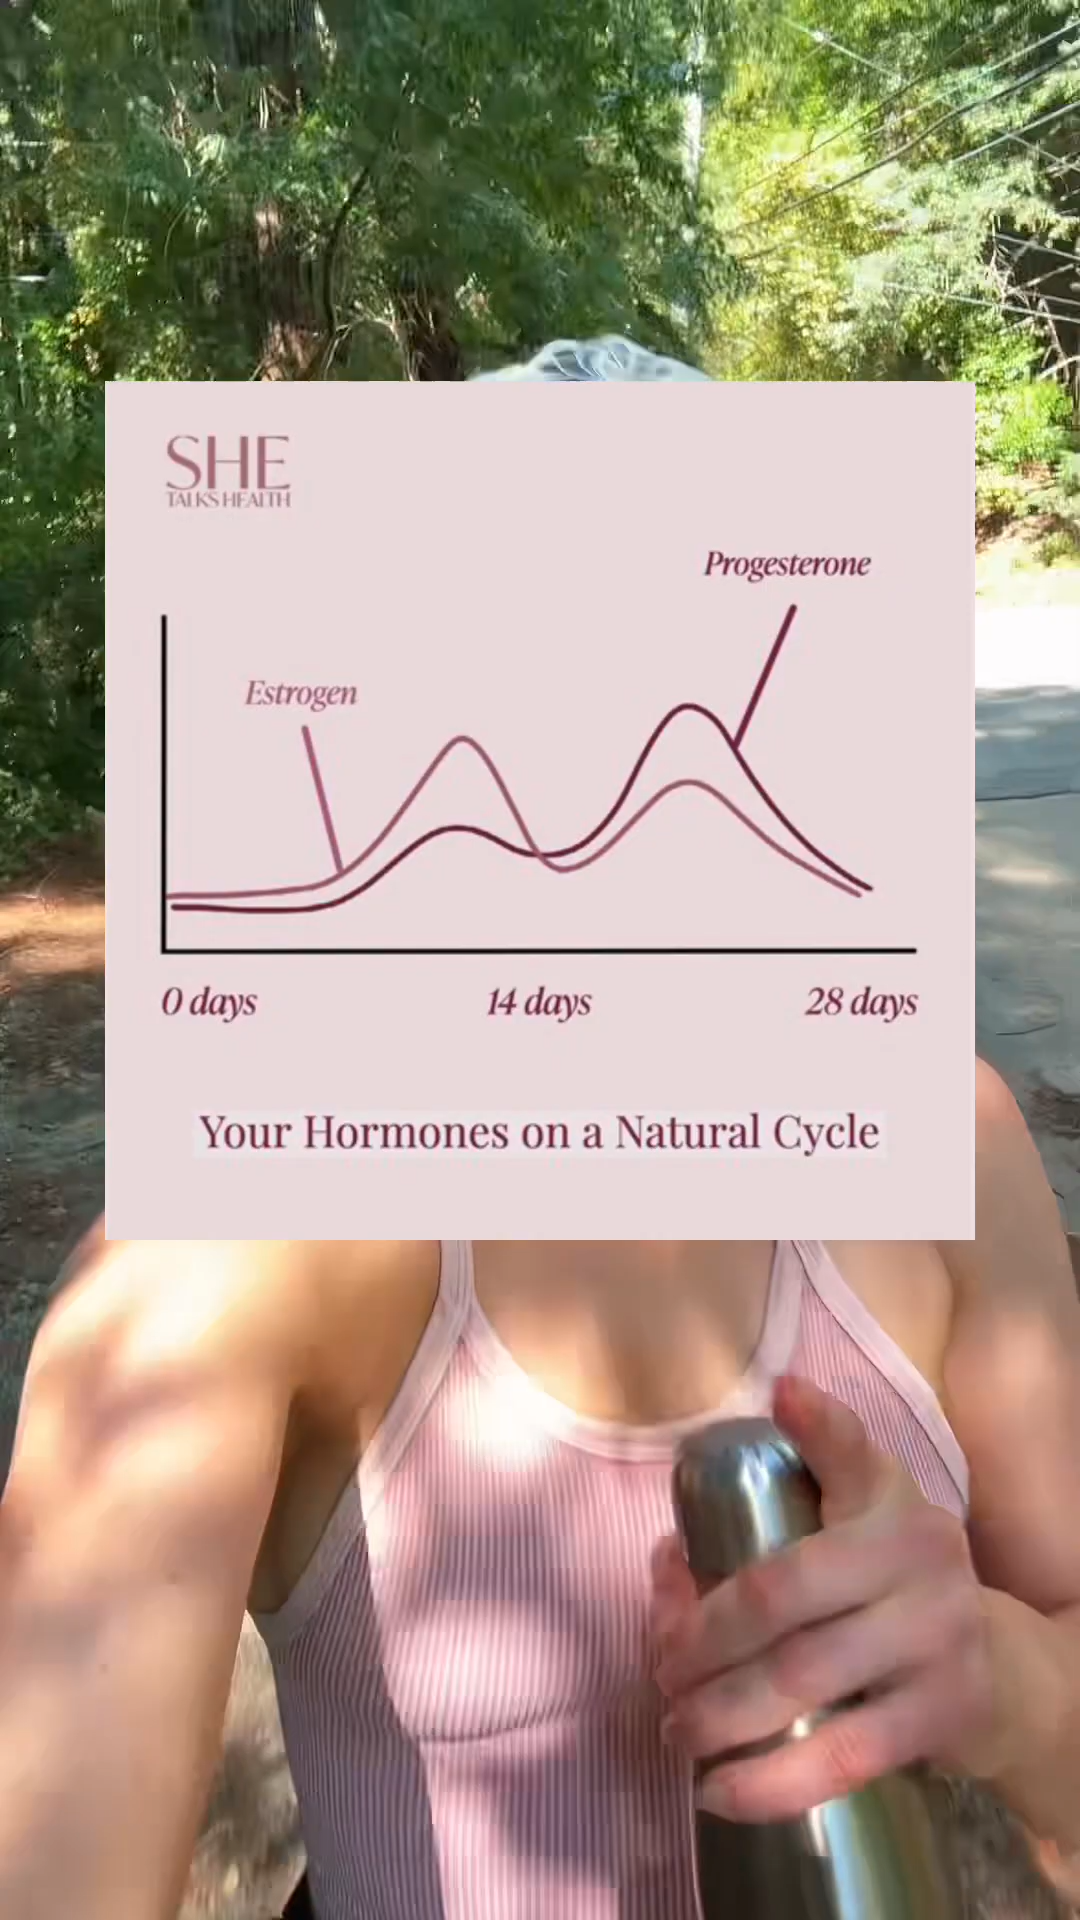 SHE
TALKS HEALTH
Progesterone
Estrogen
0 days 14 days 28 days
Your Hormones on a Natural Cycle